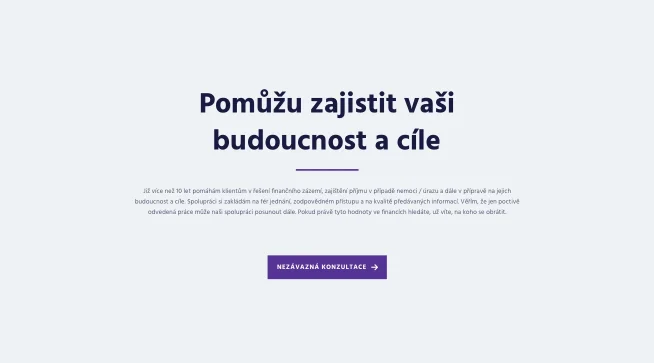 Pomůžu zajistit vaši
budoucnost a cíle
Již více než 10 let pomáhám klientům v řešení finančního zázemí, zajištění příjmu v případě nemoci / úrazu a dále v přípravě na jejich
budoucnost a cíle. Spolupráci si zakládám na fér jednání, zodpovědném přístupu a na kvalitě předávaných informací. Věřím, že jen poctivě
odvedená práce může naši spolupráci posunout dále. Pokud právě tyto hodnoty ve financích hledáte, už víte, na koho se obrátit.
NEZÁVAZNÁ KONZULTACE →